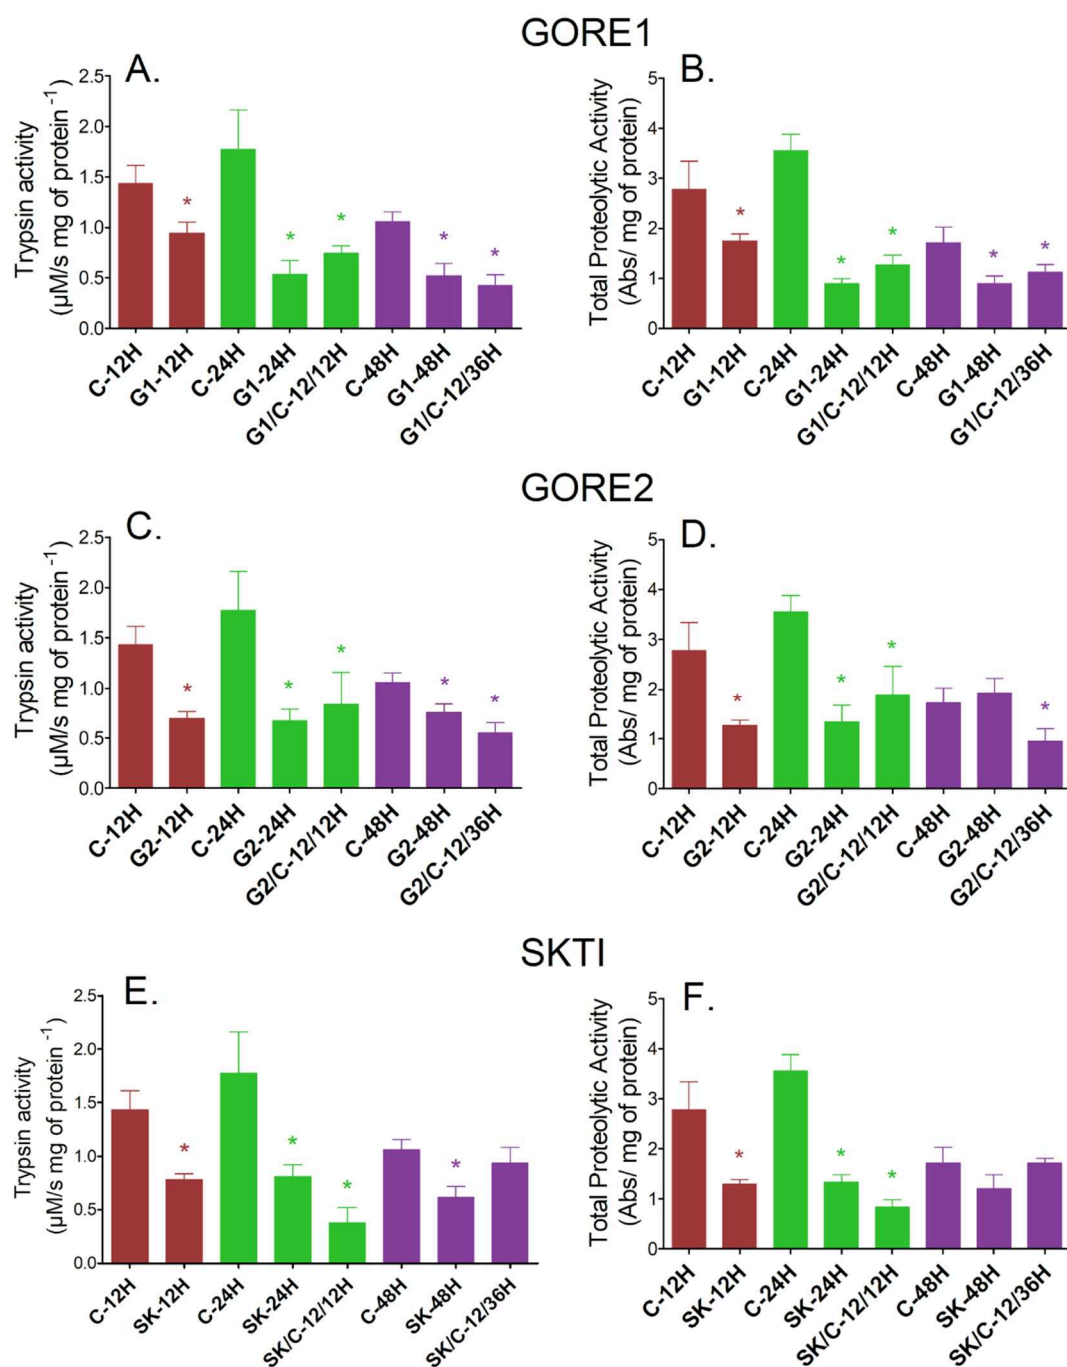 GORE1
A.
Trypsin activity
(µM/s mg of protein ⁻¹)
2.5
2.0
1.5
1.0
0.5
0.0
*
*
*
*
*
C-12H
G1-12H
C-24H
G1-24H
G1/C-12/12H
C-48H
G1-48H
G1/C-12/36H
B.
Total Proteolytic Activity
(Abs/ mg of protein)
5
4
3
2
1
0
*
*
*
*
*
C-12H
G1-12H
C-24H
G1-24H
G1/C-12/12H
C-48H
G1-48H
G1/C-12/36H
GORE2
C.
Trypsin activity
(µM/s mg of protein ⁻¹)
2.5
2.0
1.5
1.0
0.5
0.0
*
*
*
*
*
C-12H
G2-12H
C-24H
G2-24H
G2/C-12/12H
C-48H
G2-48H
G2/C-12/36H
D.
Total Proteolytic Activity
(Abs/ mg of protein)
5
4
3
2
1
0
*
*
*
*
C-12H
G2-12H
C-24H
G2-24H
G2/C-12/12H
C-48H
G2-48H
G2/C-12/36H
SKTI
E.
Trypsin activity
(µM/s mg of protein ⁻¹)
2.5
2.0
1.5
1.0
0.5
0.0
*
*
*
*
C-12H
SK-12H
C-24H
SK-24H
SK/C-12/12H
C-48H
SK-48H
SK/C-12/36H
F.
Total Proteolytic Activity
(Abs/ mg of protein)
5
4
3
2
1
0
*
*
*
C-12H
SK-12H
C-24H
SK-24H
SK/C-12/12H
C-48H
SK-48H
SK/C-12/36H